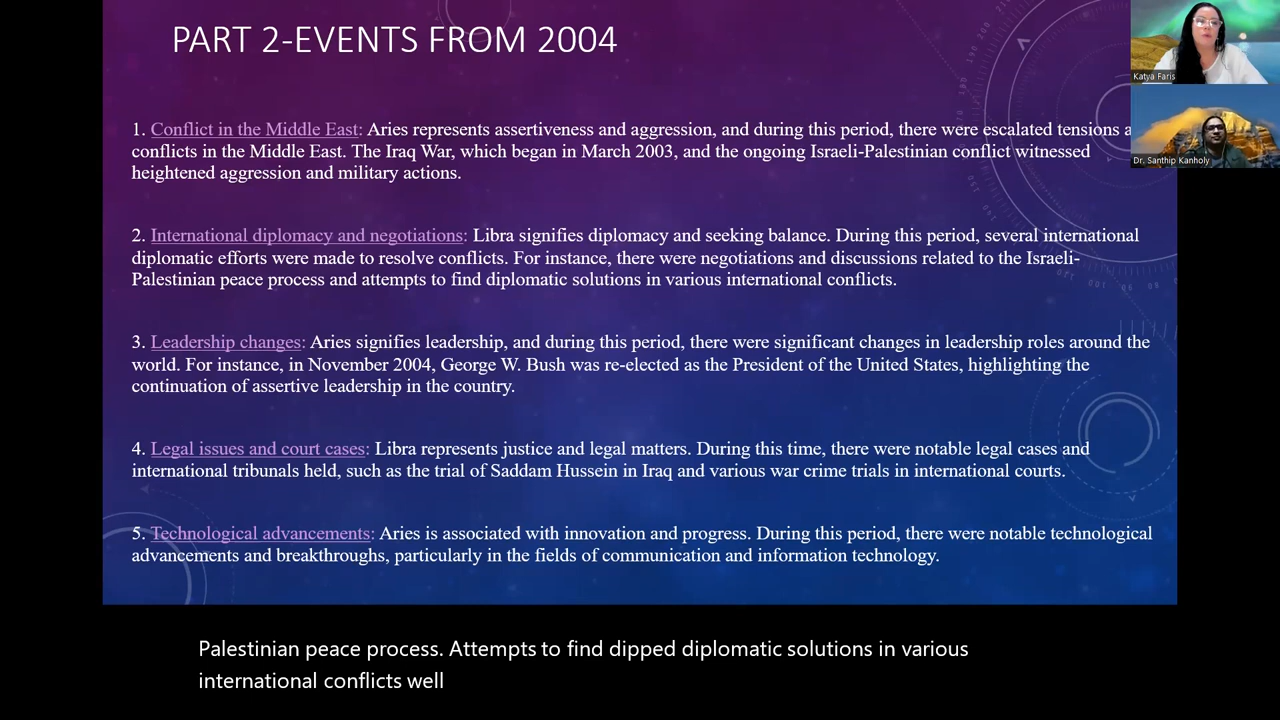 PART 2-EVENTS FROM 2004
Katya Faris
Dr. Santhip Kanholy
1. Conflict in the Middle East: Aries represents assertiveness and aggression, and during this period, there were escalated tensions
conflicts in the Middle East. The Iraq War, which began in March 2003, and the ongoing Israeli-Palestinian conflict witnessed
heightened aggression and military actions.
2. International diplomacy and negotiations: Libra signifies diplomacy and seeking balance. During this period, several international
diplomatic efforts were made to resolve conflicts. For instance, there were negotiations and discussions related to the Israeli-
Palestinian peace process and attempts to find diplomatic solutions in various international conflicts.
3. Leadership changes: Aries signifies leadership, and during this period, there were significant changes in leadership roles around the
world. For instance, in November 2004, George W. Bush was re-elected as the President of the United States, highlighting the
continuation of assertive leadership in the country.
4. Legal issues and court cases: Libra represents justice and legal matters. During this time, there were notable legal cases and
international tribunals held, such as the trial of Saddam Hussein in Iraq and various war crime trials in international courts.
5. Technological advancements: Aries is associated with innovation and progress. During this period, there were notable technological
advancements and breakthroughs, particularly in the fields of communication and information technology.
Palestinian peace process. Attempts to find dipped diplomatic solutions in various
international conflicts well